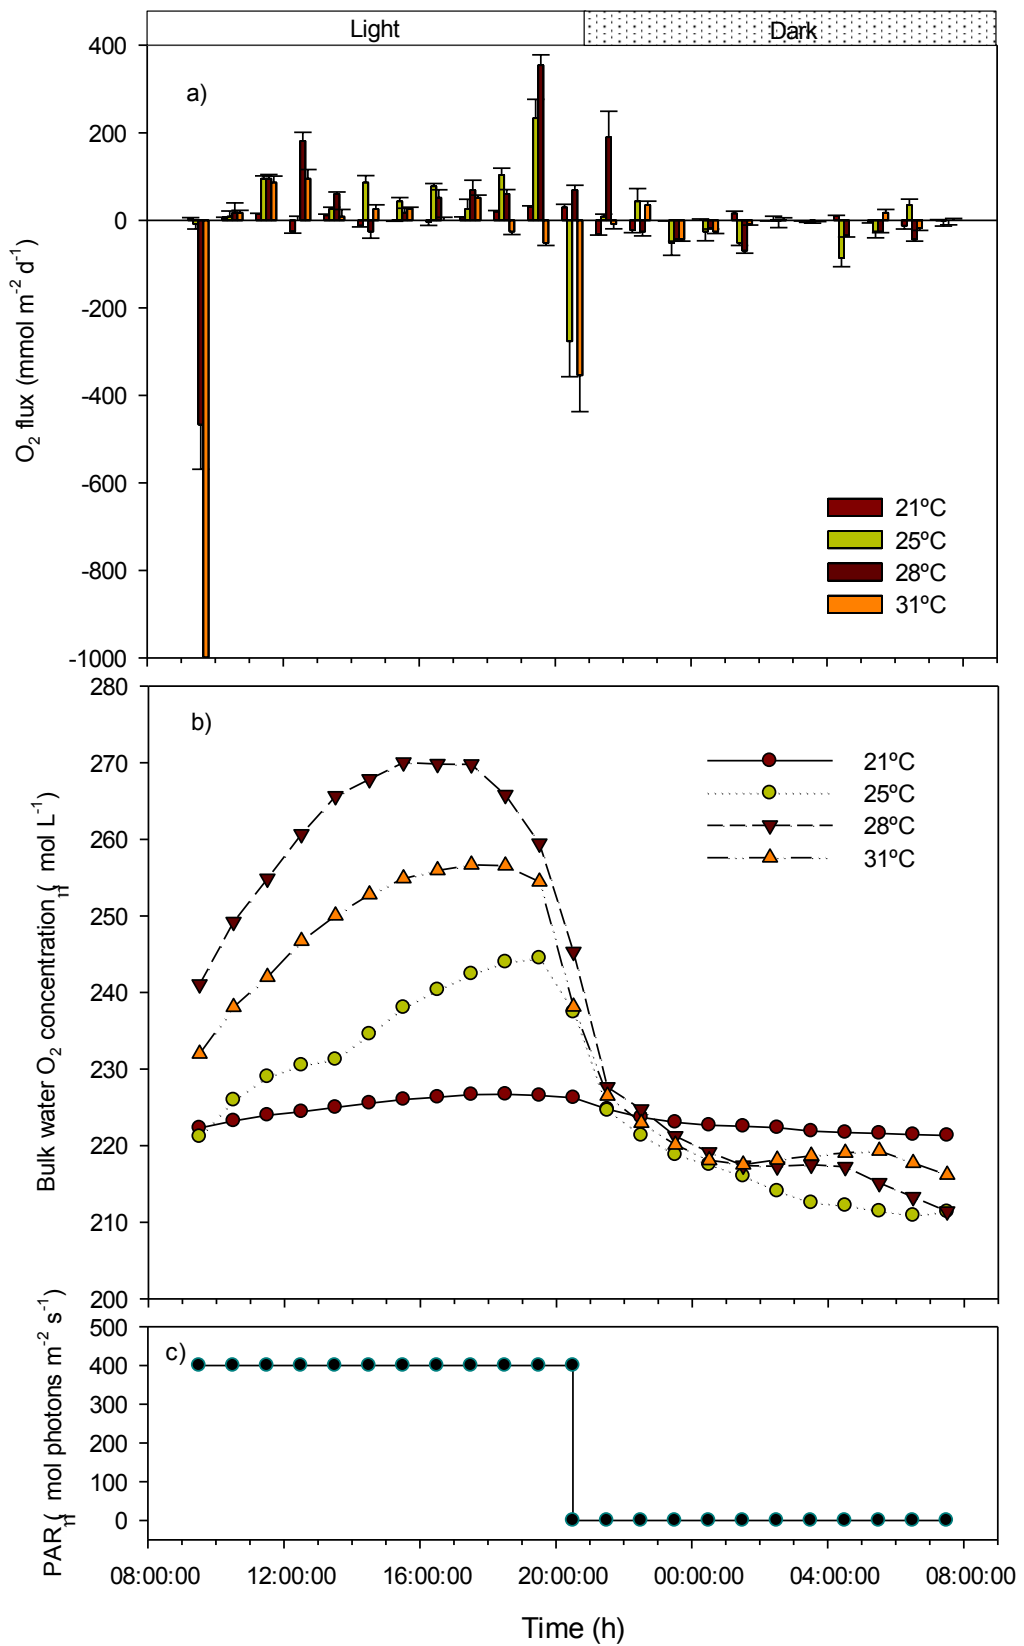 Light Dark
a)
400
200
0
-200
-400
-600
-800
-1000
O2 flux (mmol m-2 d-1)
21ºC
25ºC
28ºC
31ºC
b)
280
270
260
250
240
230
220
210
200
Bulk water O2 concentration ( mol L-1)
21ºC
25ºC
28ºC
31ºC
c)
500
400
300
200
100
0
PAR ( mol photons m-2 s-1)
08:00:00 12:00:00 16:00:00 20:00:00 00:00:00 04:00:00 08:00:00
Time (h)